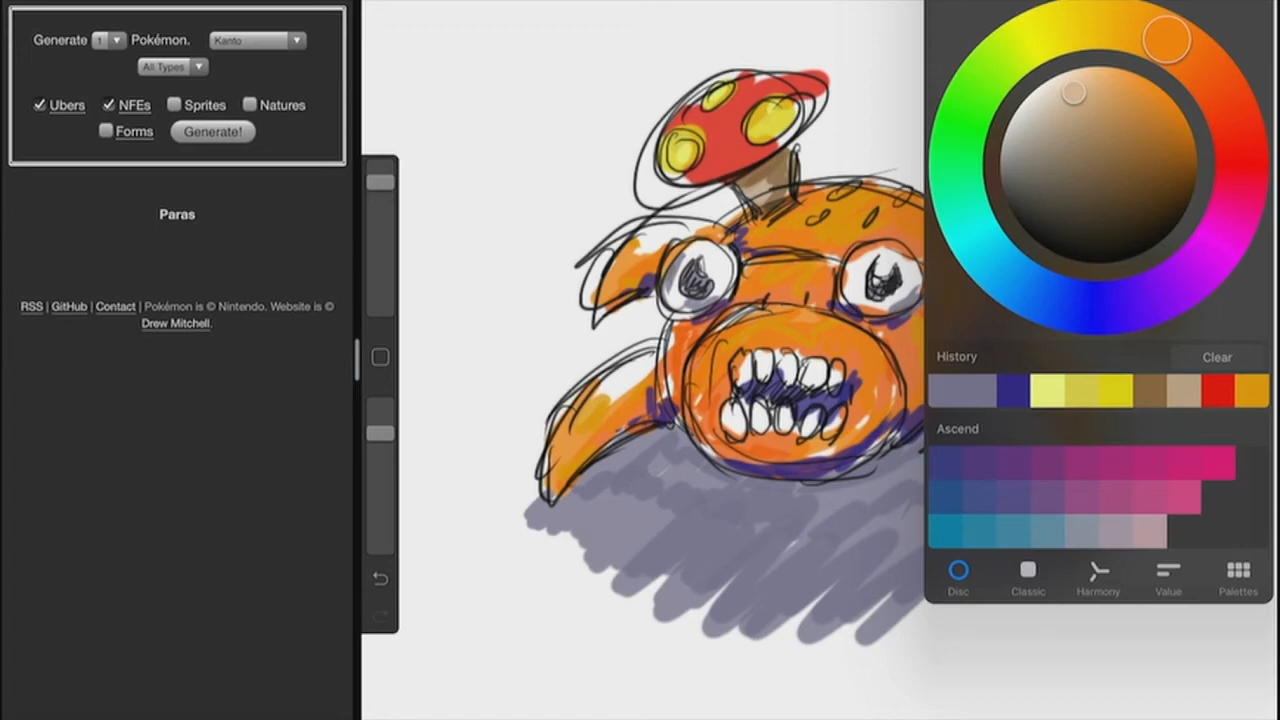 Generate 1 Pokémon. Kanto
All Types
Ubers NFEs Sprites Natures
Forms Generate!
Paras
RSS | GitHub | Contact | Pokémon is © Nintendo. Website is ©
Drew Mitchell.
History Clear
Ascend
Disc Classic Harmony Value Palettes